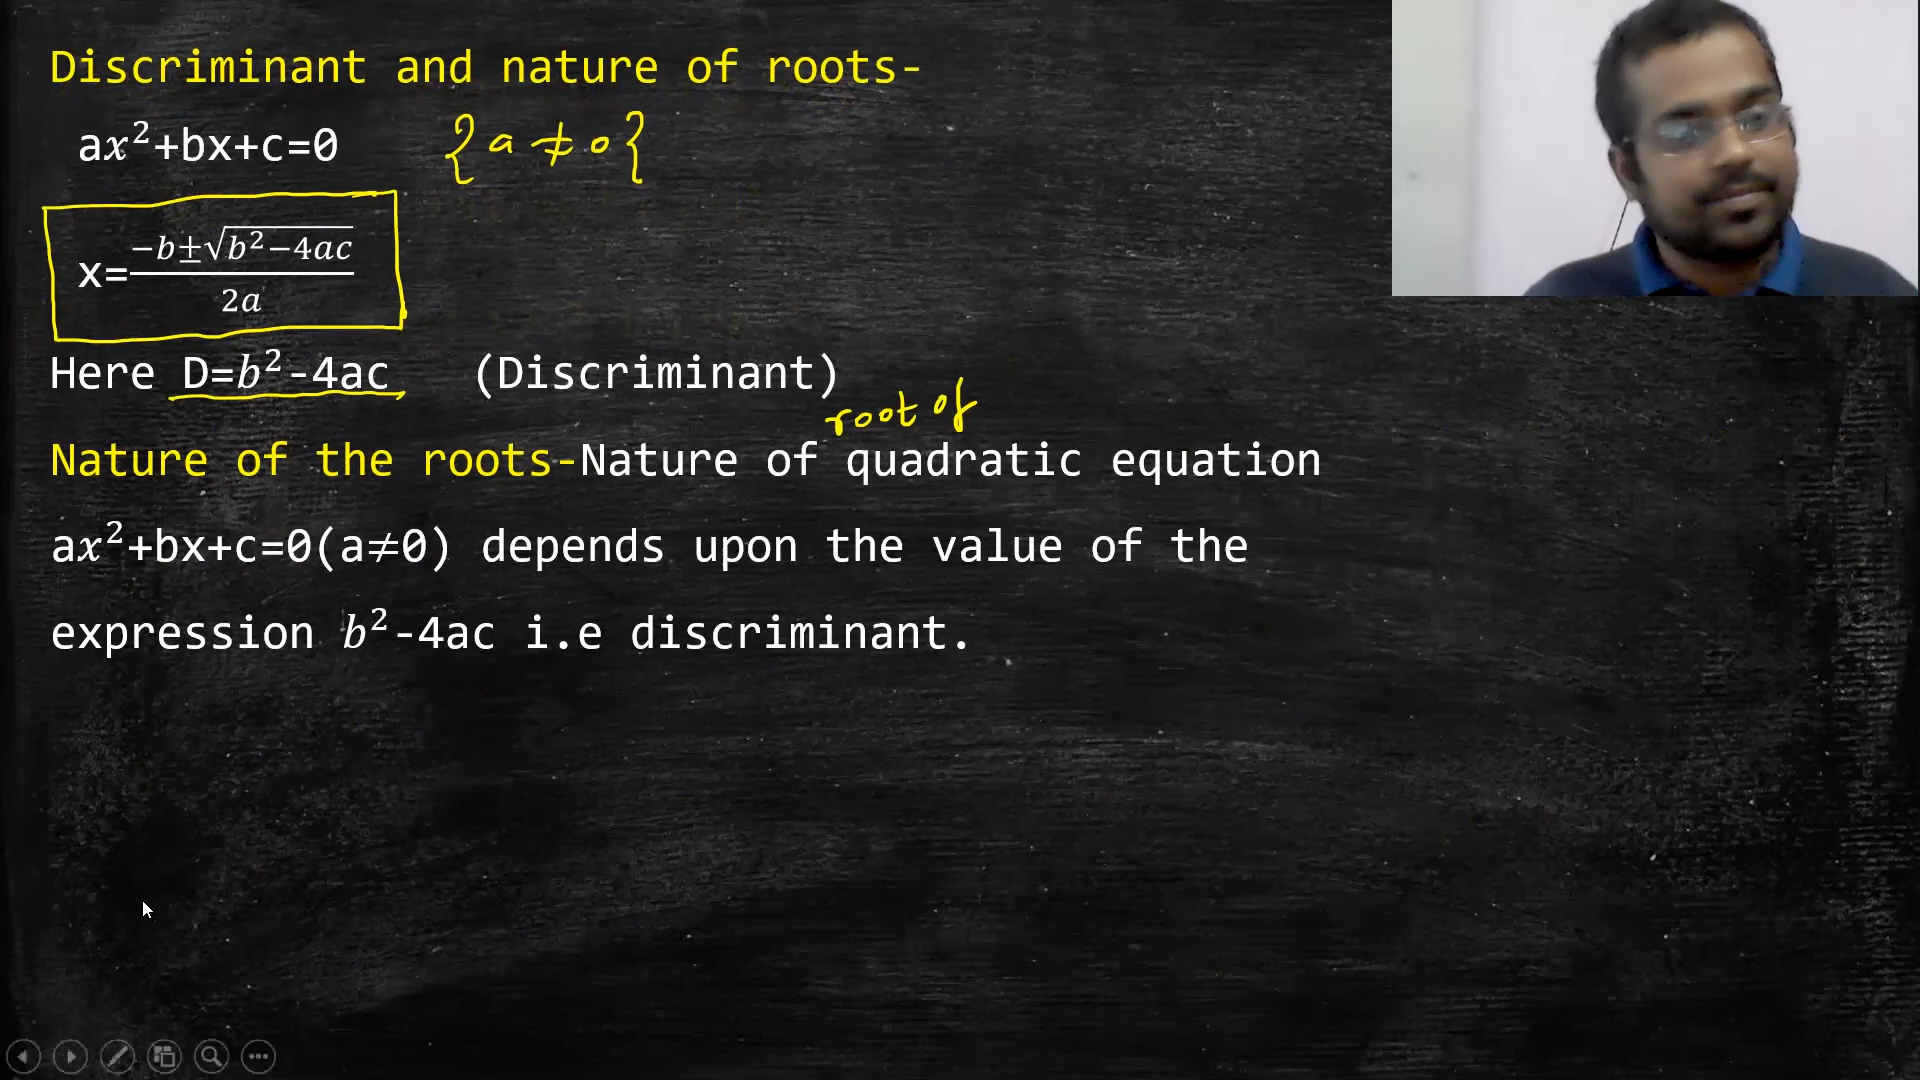 Discriminant and nature of roots-
ax²+bx+c=0 {a ≠ 0}
x=(-b±√(b²-4ac))/(2a)
Here D=b²-4ac (Discriminant)
root of
Nature of the roots-Nature of quadratic equation
ax²+bx+c=0(a≠0) depends upon the value of the
expression b²-4ac i.e discriminant.